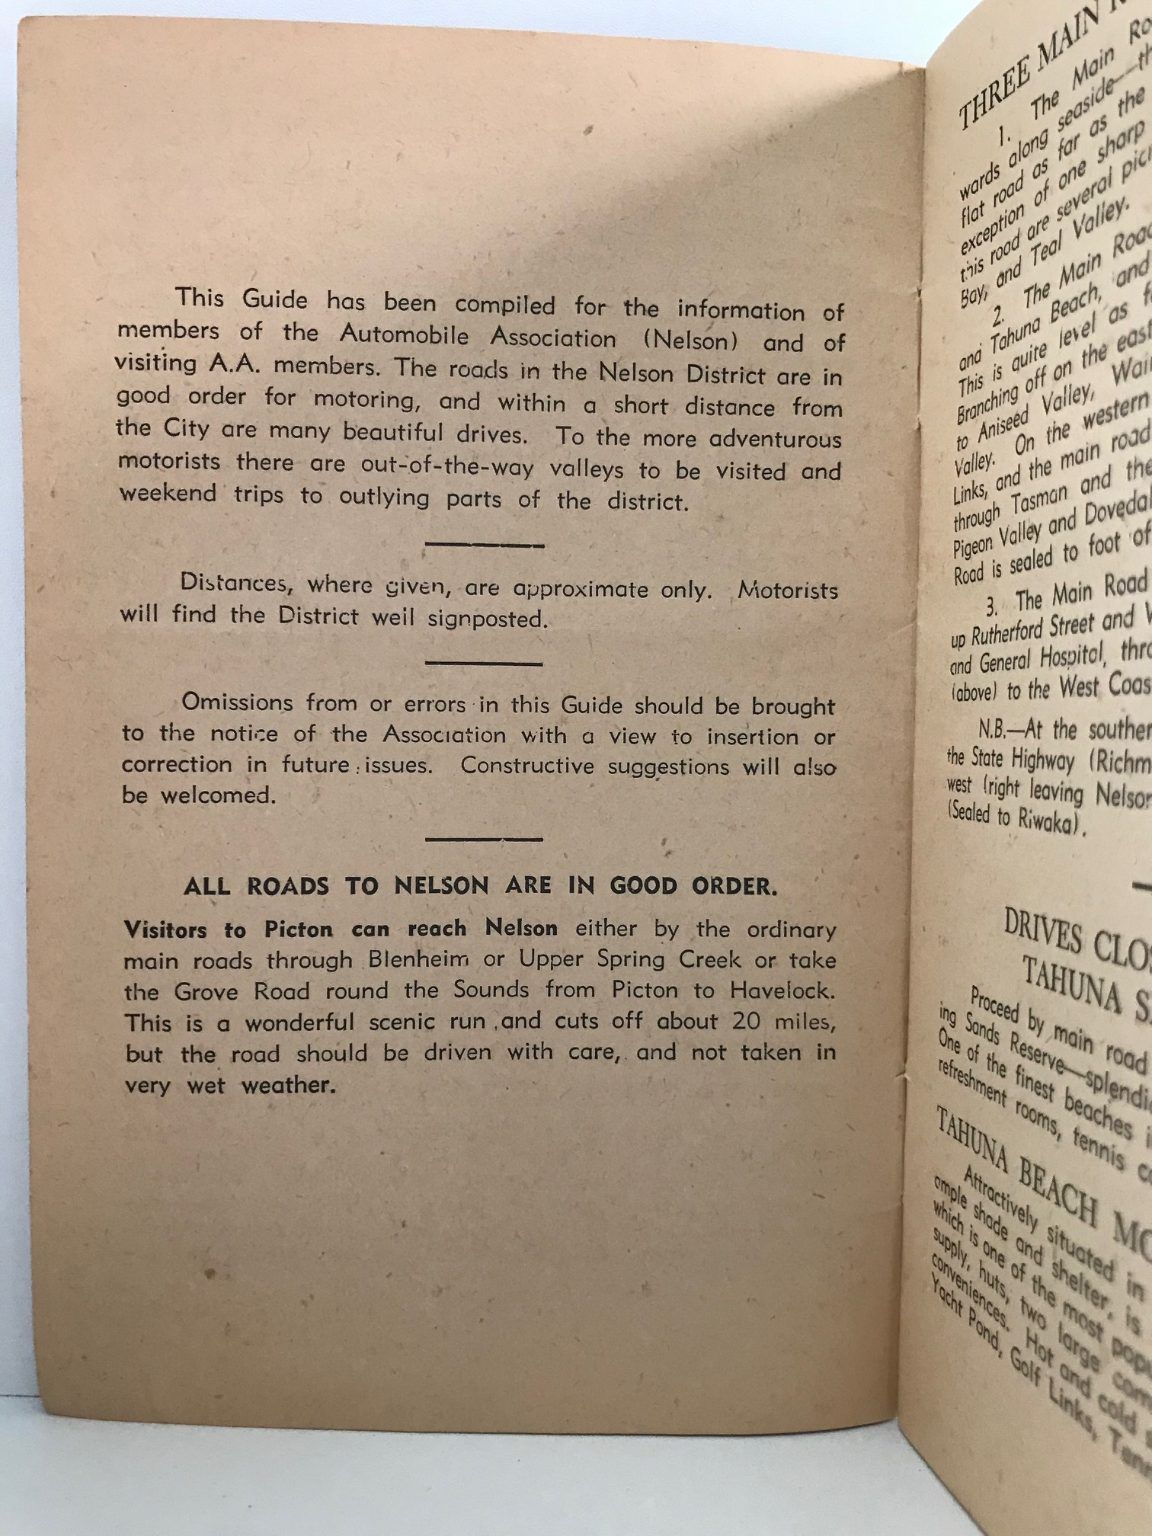 This Guide has been compiled for the information of
members of the Automobile Association (Nelson) and of
visiting A.A. members. The roads in the Nelson District are in
good order for motoring, and within a short distance from
the City are many beautiful drives. To the more adventurous
motorists there are out-of-the-way valleys to be visited and
weekend trips to outlying parts of the district.
Distances, where given, are approximate only. Motorists
will find the District well signposted.
Omissions from or errors in this Guide should be brought
to the notice of the Association with a view to insertion or
correction in future issues. Constructive suggestions will also
be welcomed.
ALL ROADS TO NELSON ARE IN GOOD ORDER.
Visitors to Picton can reach Nelson either by the ordinary
main roads through Blenheim or Upper Spring Creek or take
the Grove Road round the Sounds from Picton to Havelock.
This is a wonderful scenic run and cuts off about 20 miles,
but the road should be driven with care, and not taken in
very wet weather.
THREE MAIN
1. The Main
wards along seaside—
flat road as far as the
exception of one sharp
this road are several
Bay, and Teal Valley.
2. The Main Road
and Tahuna Beach, and
This is quite level as
Branching off on the
to Aniseed Valley,
Valley. On the western
Links, and the main road
through Tasman and the
Pigeon Valley and
Road is sealed to foot of
3. The Main Road
up Rutherford Street and
and General Hospital,
(above) to the West
N.B.—At the
the State Highway
west (right leaving
(Sealed to Riwaka).
DRIVES
TAHUNA
Proceed by main road
ing Sands Reserve—
One of the finest beaches
refreshment rooms, tennis
TAHUNA BEACH
Attractively situated in
ample shade and shelter, is
which is one of the most
supply, huts, two large
conveniences. Hot and cold
Yacht Pond, Golf Links,